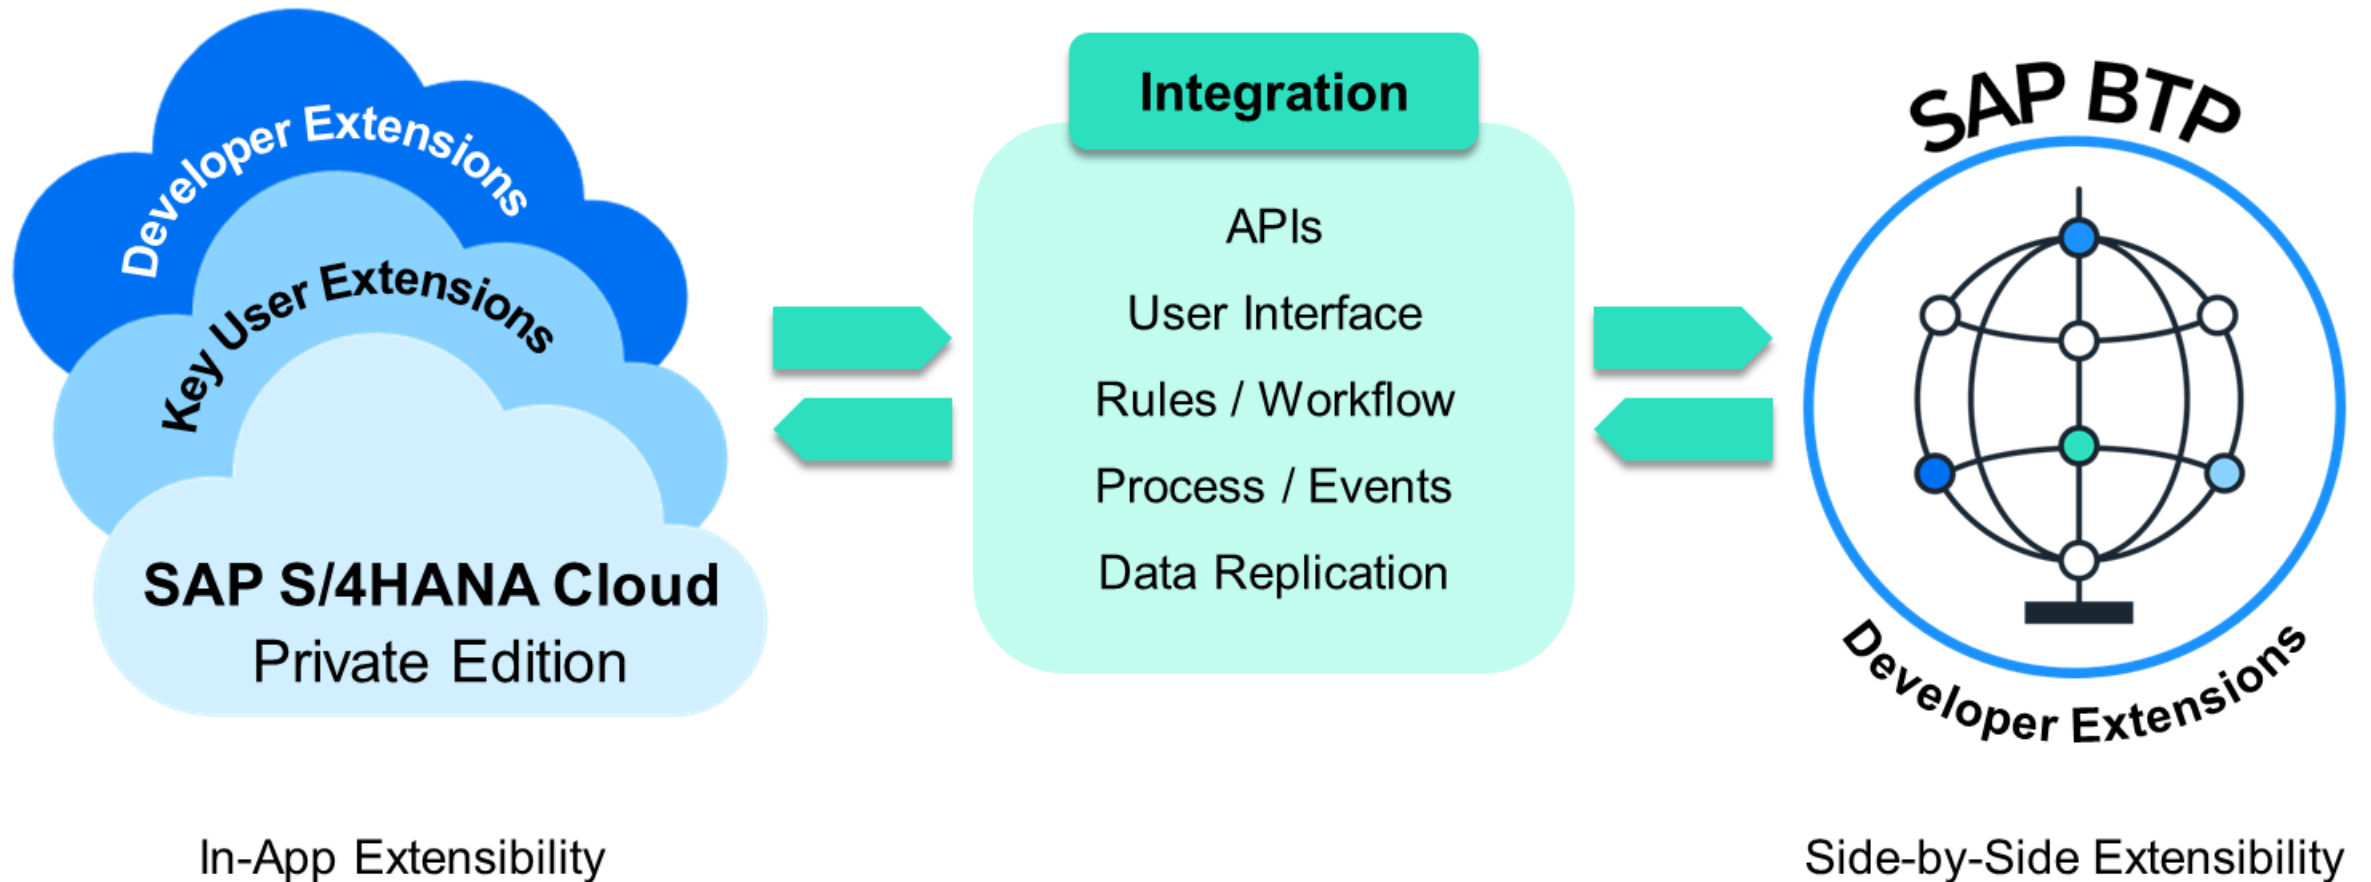 Developer Extensions
Key User Extensions
SAP S/4HANA Cloud
Private Edition
In-App Extensibility
Integration
APIs
User Interface
Rules / Workflow
Process / Events
Data Replication
SAP BTP
Developer Extensions
Side-by-Side Extensibility